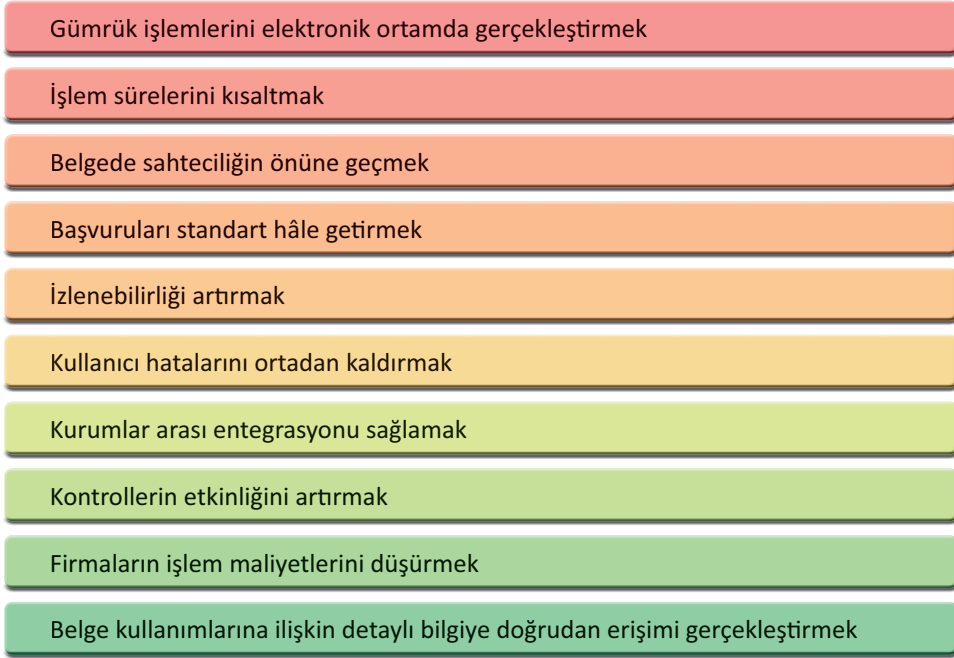 Gümrük işlemlerini elektronik ortamda gerçekleştirmek
İşlem sürelerini kısaltmak
Belgede sahteciliğin önüne geçmek
Başvuruları standart hâle getirmek
İzlenebilirliği artırmak
Kullanıcı hatalarını ortadan kaldırmak
Kurumlar arası entegrasyonu sağlamak
Kontrollerin etkinliğini artırmak
Firmaların işlem maliyetlerini düşürmek
Belge kullanımlarına ilişkin detaylı bilgiye doğrudan erişimi gerçekleştirmek